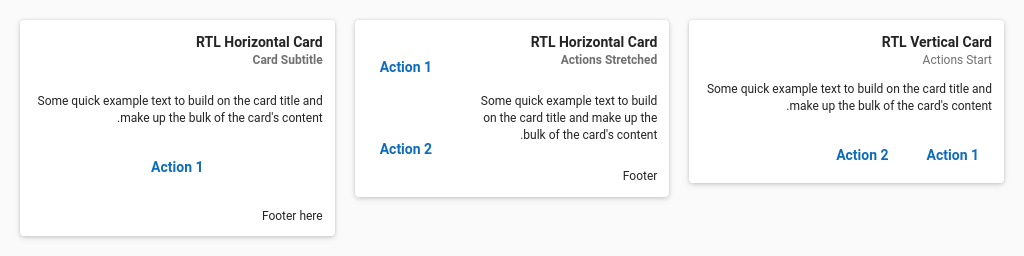 RTL Horizontal Card
Card Subtitle
Some quick example text to build on the card title and
.make up the bulk of the card's content
Action 1
Footer here
RTL Horizontal Card
Actions Stretched
Action 1
Some quick example text to build
on the card title and make up the
.bulk of the card's content
Action 2
Footer
RTL Vertical Card
Actions Start
Some quick example text to build on the card title and
.make up the bulk of the card's content
Action 2 Action 1